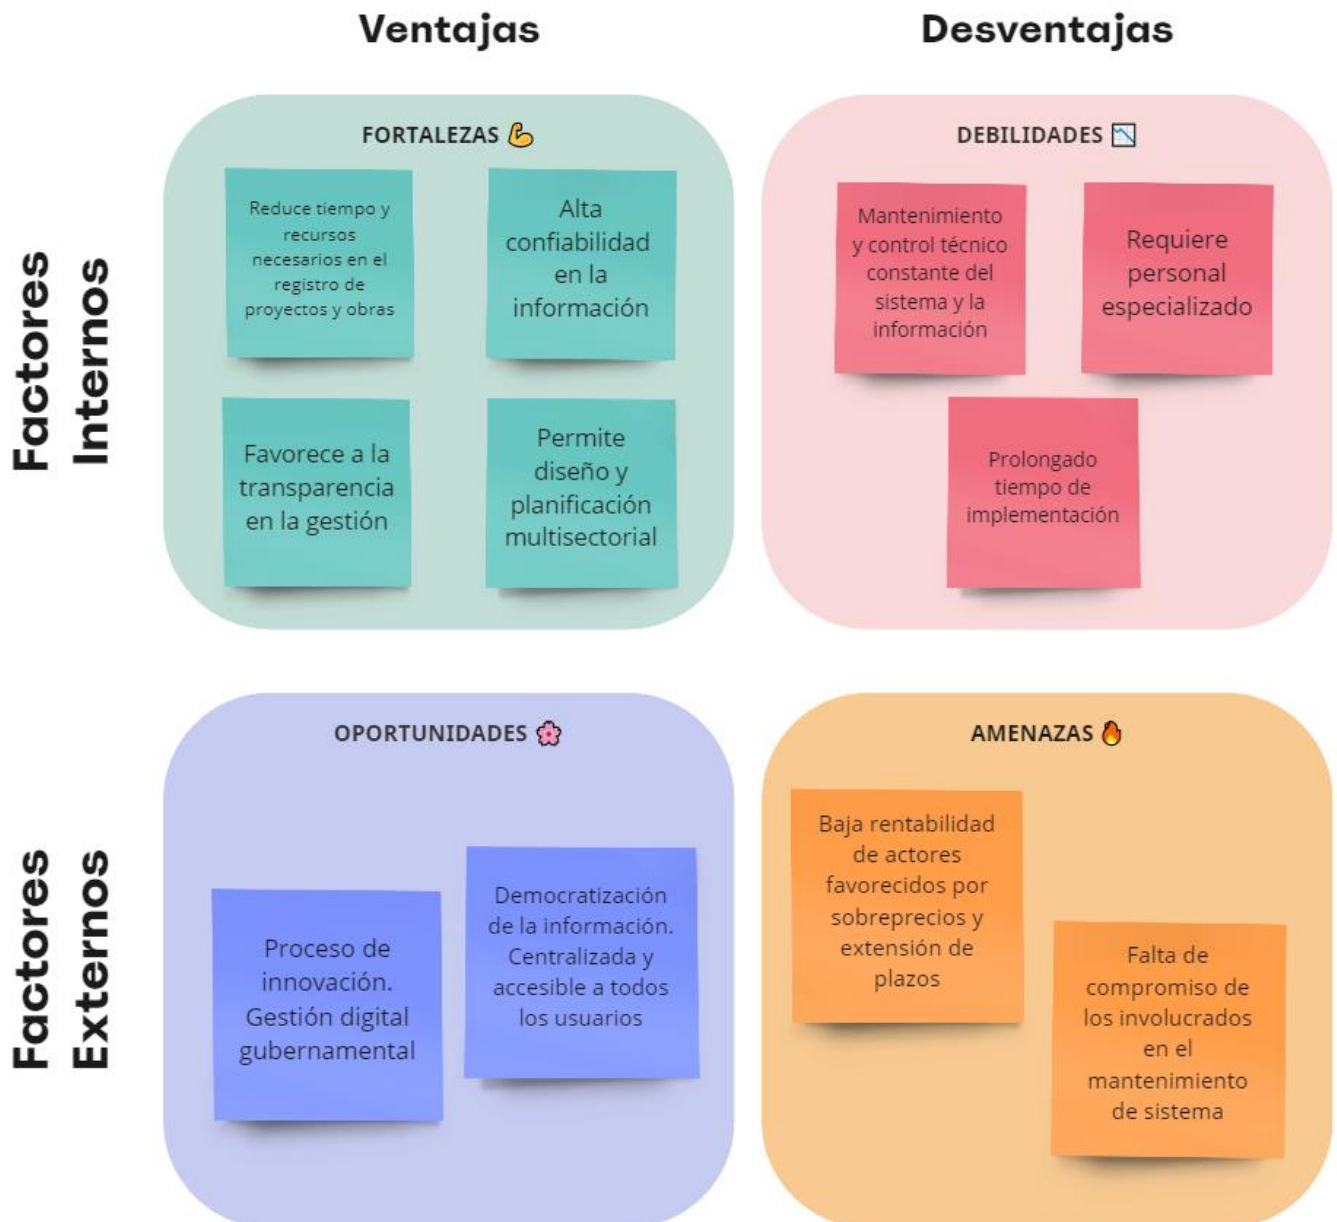 Ventajas
Desventajas
Factores
Internos
FORTALEZAS
Reduce tiempo y
recursos
necesarios en el
registro de
proyectos y obras
Alta
confiabilidad
en la
información
Favorece a la
transparencia
en la gestión
Permite
diseño y
planificación
multisectorial
DEBILIDADES
Mantenimiento
y control técnico
constante del
sistema y la
información
Requiere
personal
especializado
Prolongado
tiempo de
implementación
Factores
Externos
OPORTUNIDADES
Proceso de
innovación.
Gestión digital
gubernamental
Democratización
de la información.
Centralizada y
accesible a todos
los usuarios
AMENAZAS
Baja rentabilidad
de actores
favorecidos por
sobreprecios y
extensión de
plazos
Falta de
compromiso de
los involucrados
en el
mantenimiento
de sistema